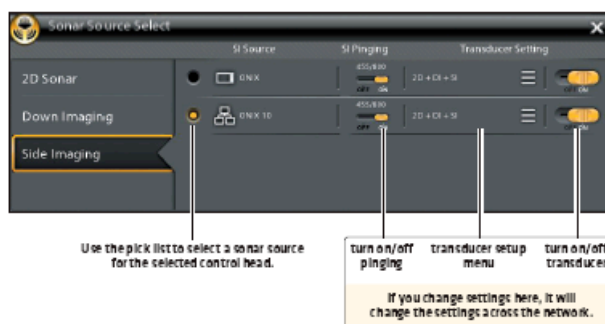 Sonar Source Select
SI Source SI Pinging Transducer Setting
2D Sonar
Down Imaging
Side Imaging
ONIX 455/800 OFF ON 2D + DI + SI OFF ON
ONIX 10 455/800 OFF ON 2D + DI + SI OFF ON
Use the pick list to select a sonar source
for the selected control head.
turn on/off
pinging
transducer setup
menu
turn on/off
transducer
If you change settings here, it will
change the settings across the network.